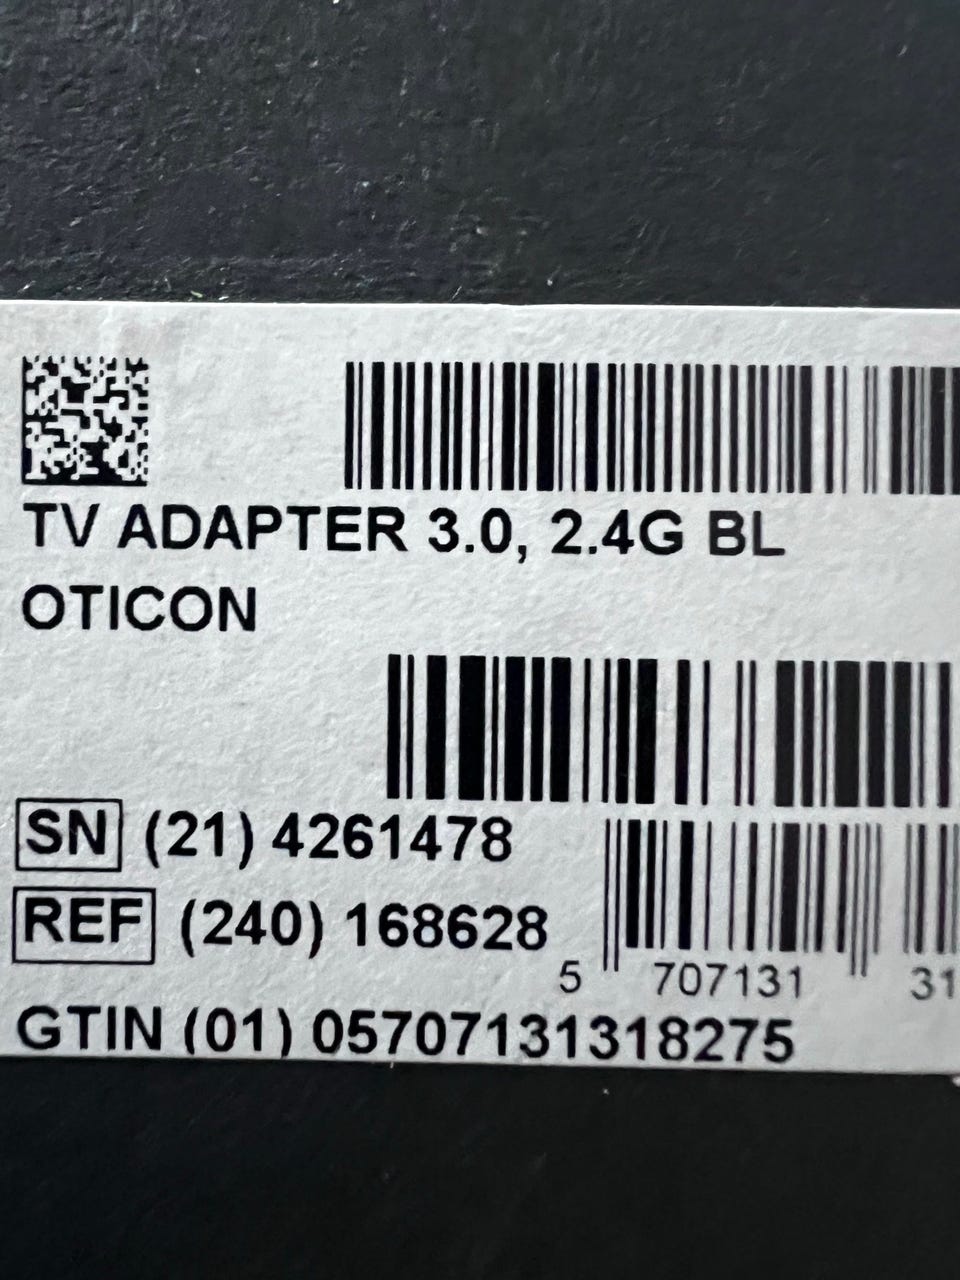 TV ADAPTER 3.0, 2.4G BL
OTICON
SN (21) 4261478
REF (240) 168628
5 707131 31
GTIN (01) 05707131318275